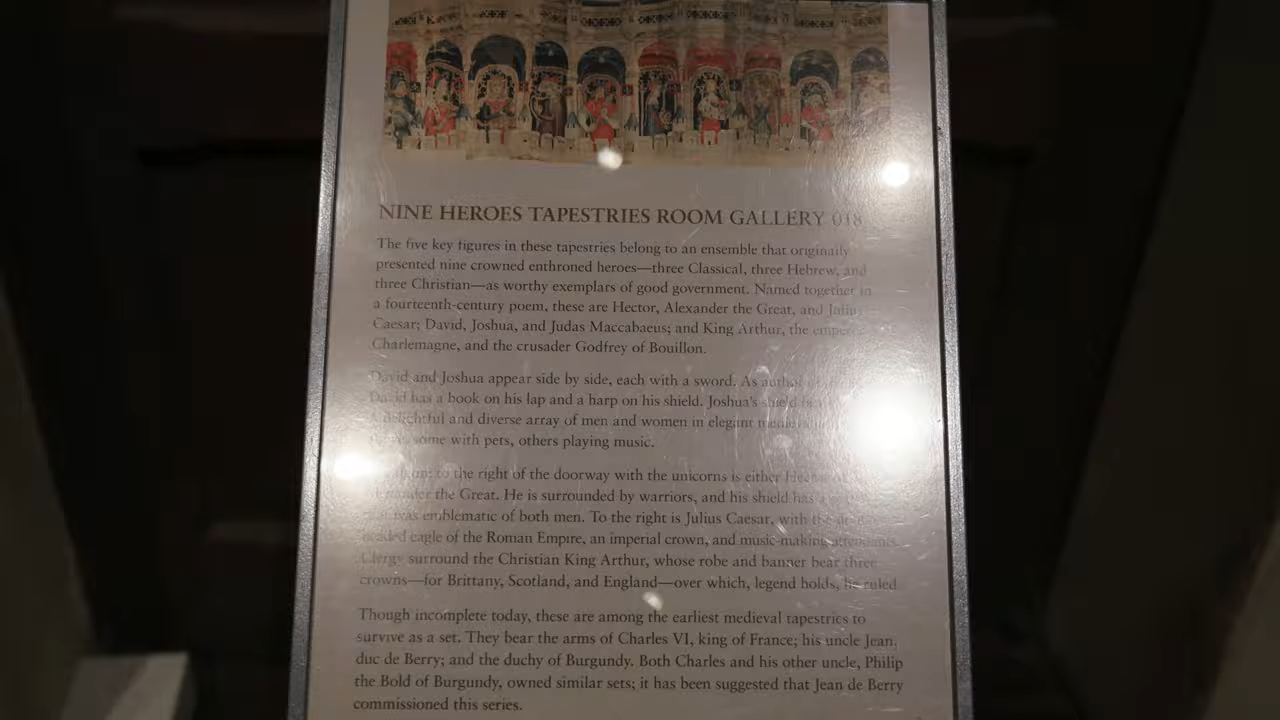 NINE HEROES TAPESTRIES ROOM GALLERY 018
The five key figures in these tapestries belong to an ensemble that originally
presented nine crowned enthroned heroes—three Classical, three Hebrew, and
three Christian—as worthy exemplars of good government. Named together in
a fourteenth-century poem, these are Hector, Alexander the Great, and Julius
Caesar; David, Joshua, and Judas Maccabaeus; and King Arthur, the emperor
Charlemagne, and the crusader Godfrey of Bouillon.
David and Joshua appear side by side, each with a sword. As author
David has a book on his lap and a harp on his shield. Joshua's shield
delightful and diverse array of men and women in elegant
some with pets, others playing music.
to the right of the doorway with the unicorns is either
Alexander the Great. He is surrounded by warriors, and his shield has a
was emblematic of both men. To the right is Julius Caesar, with the
headed eagle of the Roman Empire, an imperial crown, and music-making attendants.
Clergy surround the Christian King Arthur, whose robe and banner bear three
crowns—for Brittany, Scotland, and England—over which, legend holds, he ruled.
Though incomplete today, these are among the earliest medieval tapestries to
survive as a set. They bear the arms of Charles VI, king of France; his uncle Jean,
duc de Berry; and the duchy of Burgundy. Both Charles and his other uncle, Philip
the Bold of Burgundy, owned similar sets; it has been suggested that Jean de Berry
commissioned this series.